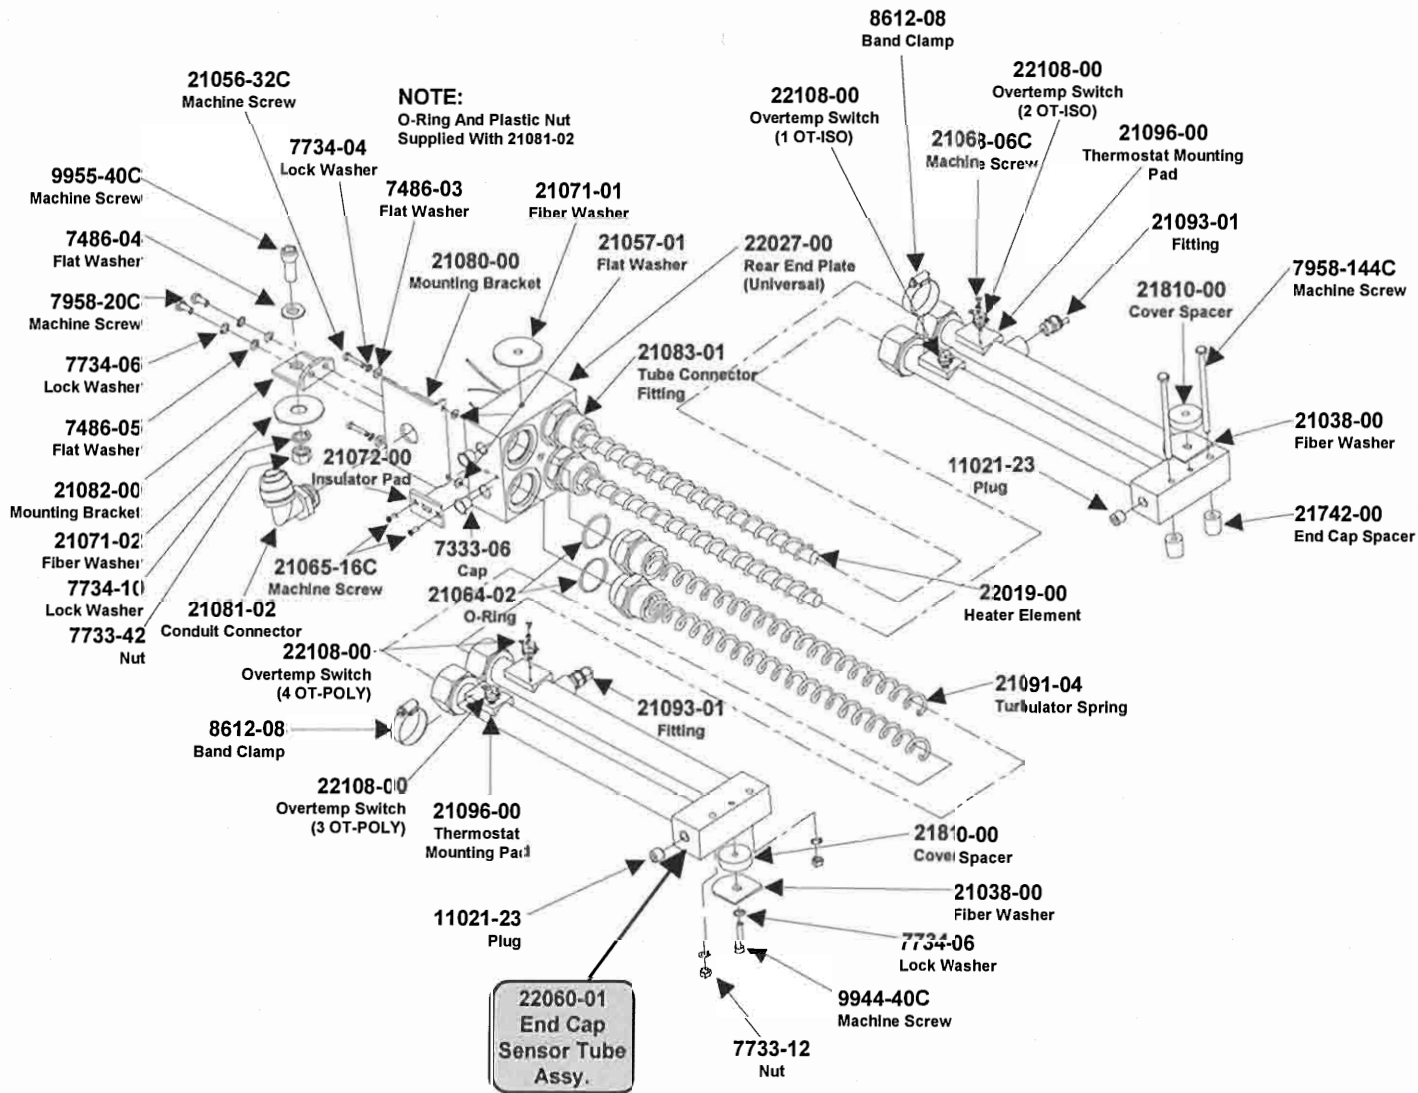 8612-08
Band Clamp
22108-00
Overtemp Switch
(2 OT-ISO)
22108-00
Overtemp Switch
(1 OT-ISO)
21068-06C
Machine Screw
21096-00
Thermostat Mounting
Pad
21056-32C
Machine Screw
NOTE:
O-Ring And Plastic Nut
Supplied With 21081-02
7734-04
Lock Washer
9955-40C
Machine Screw
7486-03
Flat Washer
21071-01
Fiber Washer
21093-01
Fitting
7486-04
Flat Washer
21080-00
Mounting Bracket
21057-01
Flat Washer
22027-00
Rear End Plate
(Universal)
7958-144C
Machine Screw
21810-00
Cover Spacer
7958-20C
Machine Screw
7734-06
Lock Washer
21083-01
Tube Connector
Fitting
7486-05
Flat Washer
21038-00
Fiber Washer
21072-00
Insulator Pad
11021-23
Plug
21082-00
Mounting Bracket
21742-00
End Cap Spacer
21071-02
Fiber Washer
7333-06
Cap
21065-16C
Machine Screw
7734-10
Lock Washer
21081-02
Conduit Connector
21064-02
O-Ring
22019-00
Heater Element
7733-42
Nut
22108-00
Overtemp Switch
(4 OT-POLY)
21091-04
Turbulator Spring
21093-01
Fitting
8612-08
Band Clamp
22108-00
Overtemp Switch
(3 OT-POLY)
21096-00
Thermostat
Mounting Pad
21810-00
Cover Spacer
21038-00
Fiber Washer
11021-23
Plug
7734-06
Lock Washer
22060-01
End Cap
Sensor Tube
Assy.
9944-40C
Machine Screw
7733-12
Nut